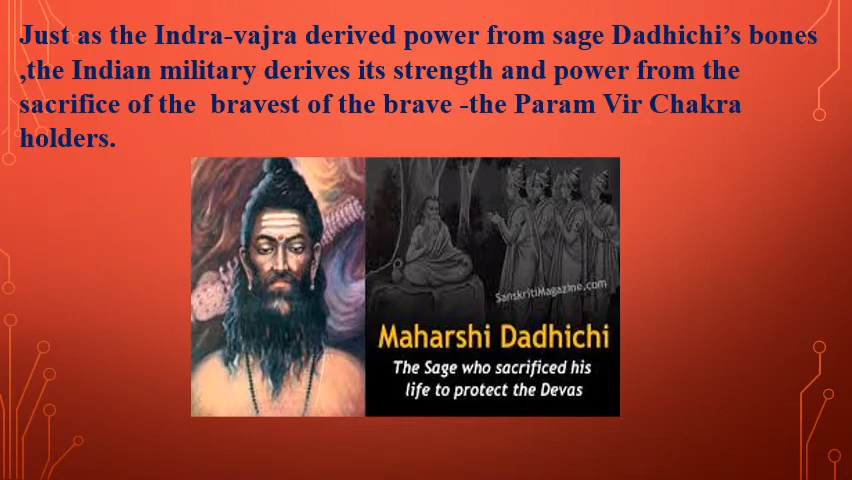 Just as the Indra-vajra derived power from sage Dadhichi’s bones
,the Indian military derives its strength and power from the
sacrifice of the  bravest of the brave -the Param Vir Chakra
holders.
SanskritiMagazine.com
Maharshi Dadhichi
The Sage who sacrificed his
life to protect the Devas